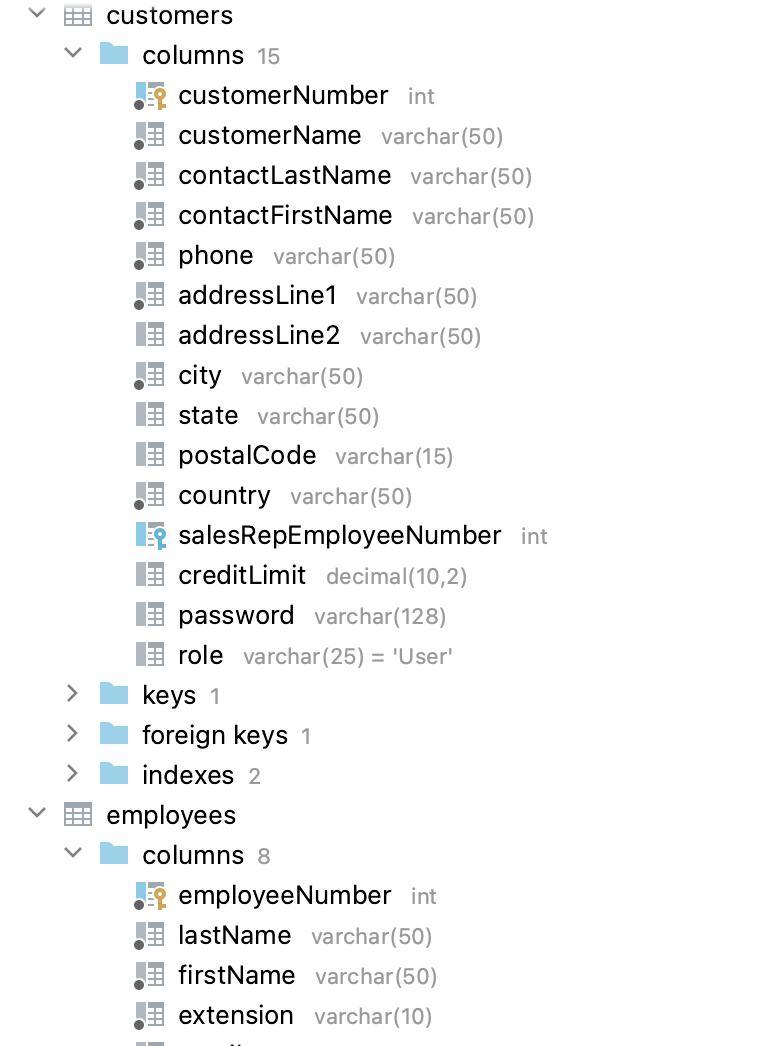 customers
columns 15
customerNumber int
customerName varchar(50)
contactLastName varchar(50)
contactFirstName varchar(50)
phone varchar(50)
addressLine1 varchar(50)
addressLine2 varchar(50)
city varchar(50)
state varchar(50)
postalCode varchar(15)
country varchar(50)
salesRepEmployeeNumber int
creditLimit decimal(10,2)
password varchar(128)
role varchar(25) = 'User'
keys 1
foreign keys 1
indexes 2
employees
columns 8
employeeNumber int
lastName varchar(50)
firstName varchar(50)
extension varchar(10)